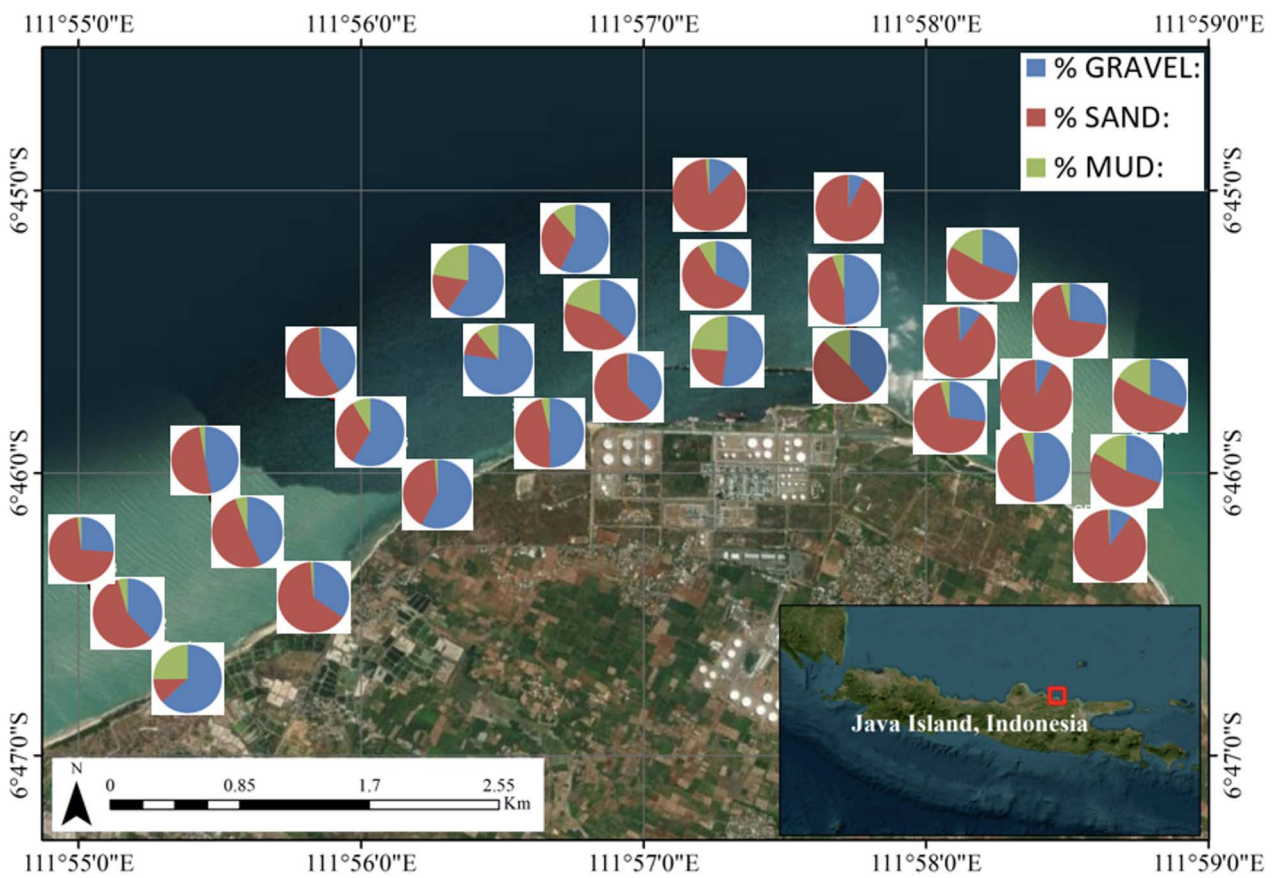 111°55'0"E 111°56'0"E 111°57'0"E 111°58'0"E 111°59'0"E
% GRAVEL:
% SAND:
% MUD:
6°45'0"S 6°45'0"S
6°46'0"S 6°46'0"S
6°47'0"S 6°47'0"S
Java Island, Indonesia
N
0 0.85 1.7 2.55
Km
111°55'0"E 111°56'0"E 111°57'0"E 111°58'0"E 111°59'0"E